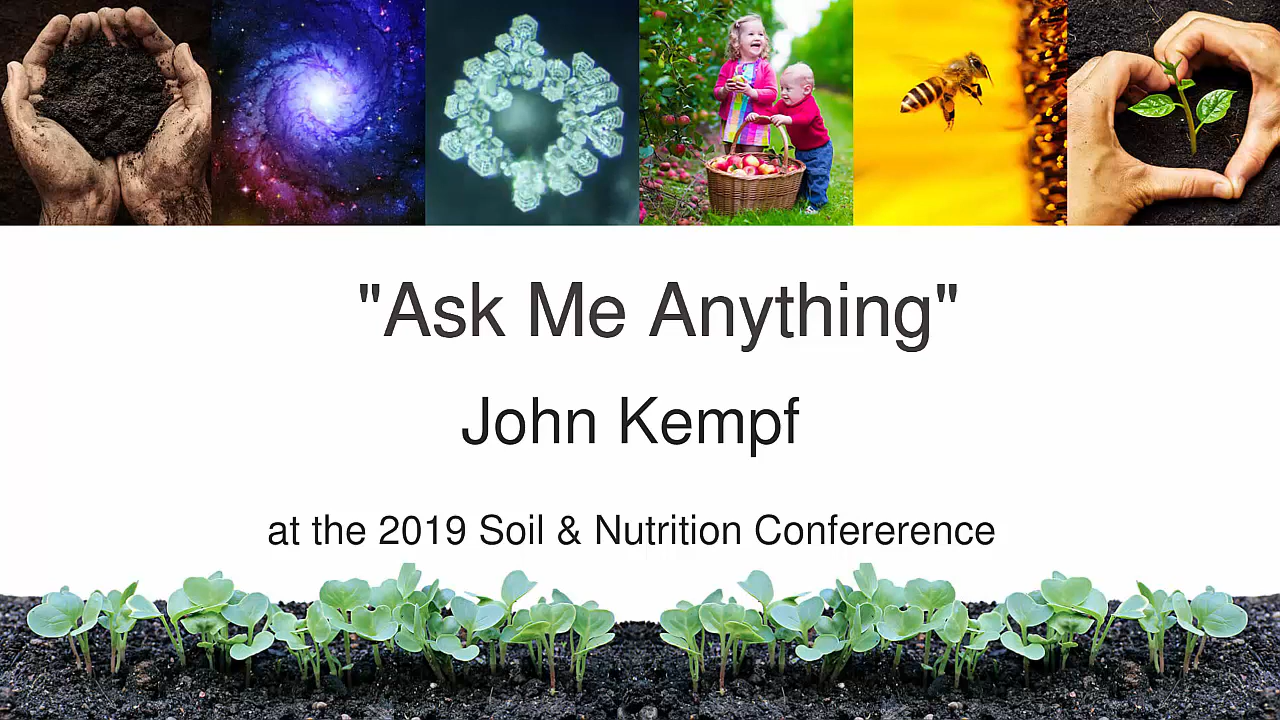 "Ask Me Anything"
John Kempf
at the 2019 Soil & Nutrition Confererence